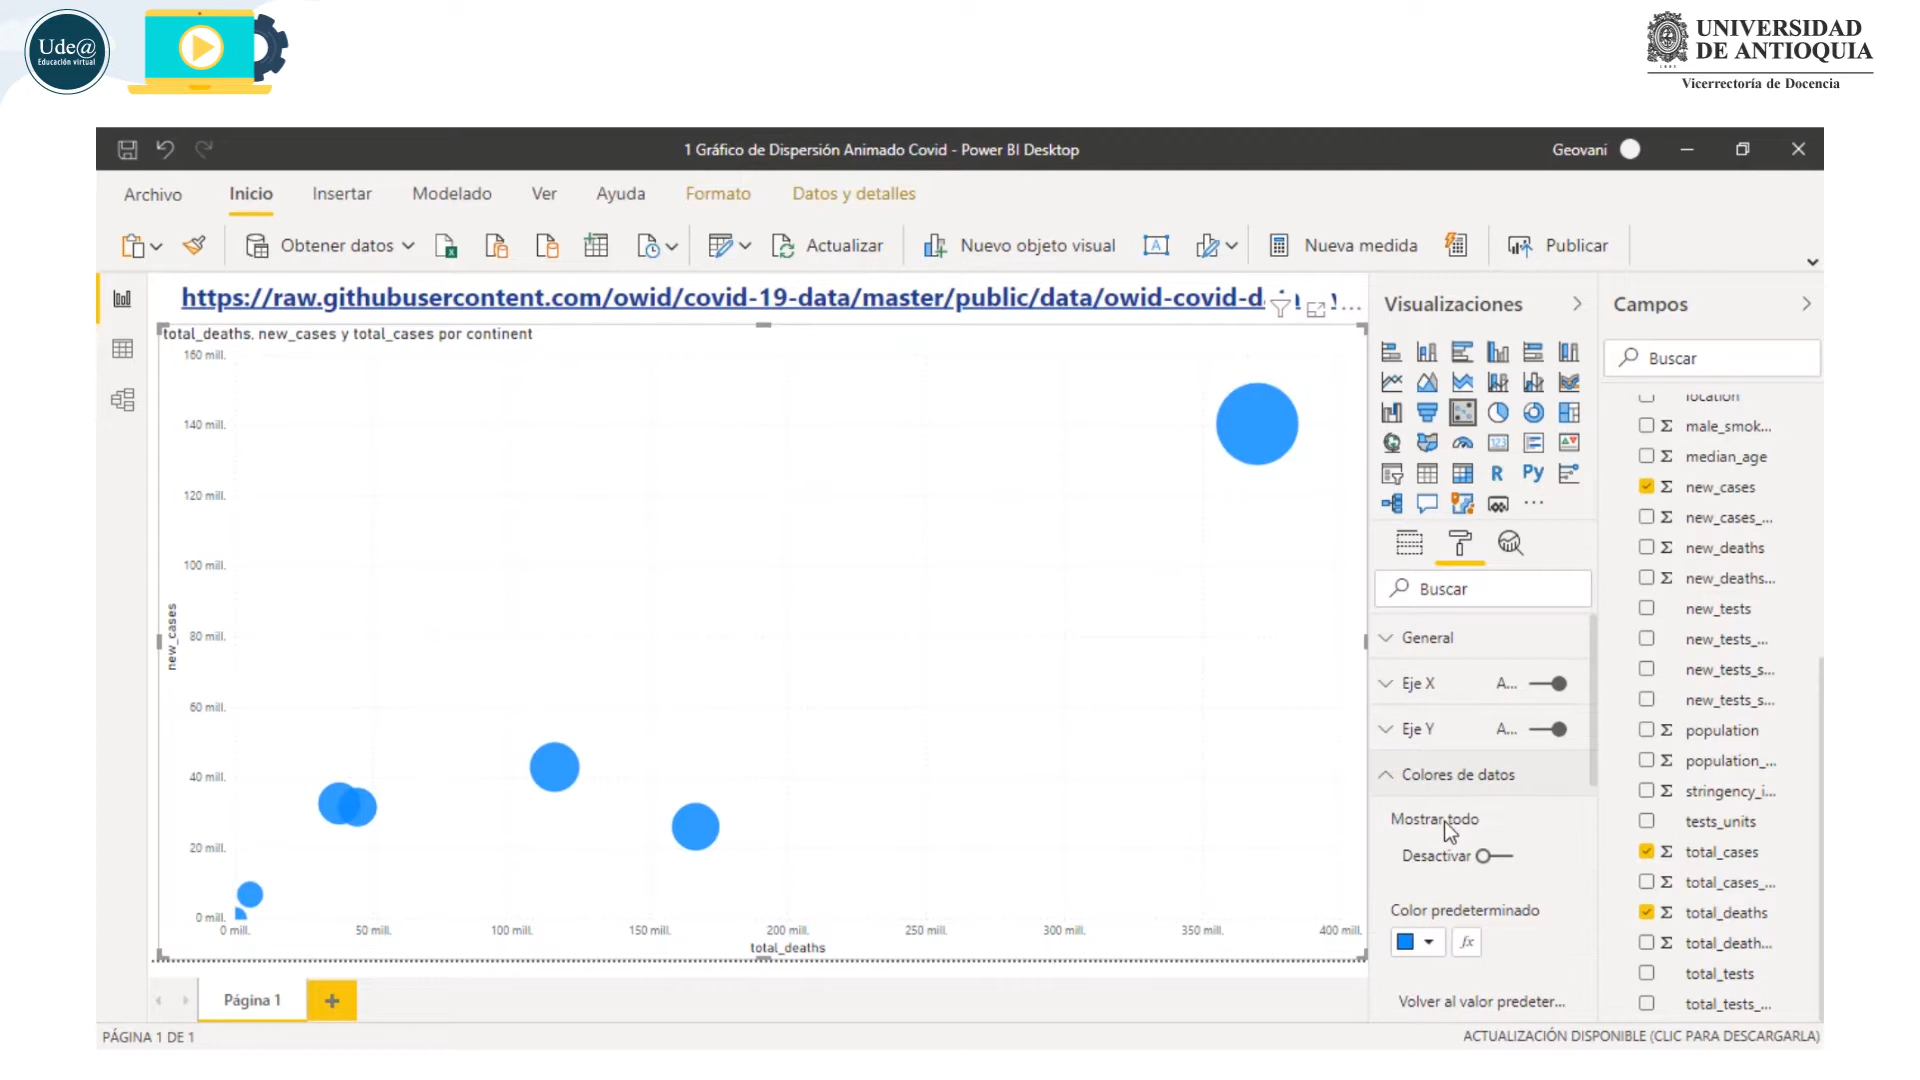 Ude@
Educación virtual
UNIVERSIDAD
DE ANTIOQUIA
1803
Vicerrectoría de Docencia
1 Gráfico de Dispersión Animado Covid - Power BI Desktop
Geovani
Archivo
Inicio
Insertar
Modelado
Ver
Ayuda
Formato
Datos y detalles
Obtener datos
Actualizar
Nuevo objeto visual
Nueva medida
Publicar
https://raw.githubusercontent.com/owid/covid-19-data/master/public/data/owid-covid-d
total_deaths, new_cases y total_cases por continent
160 mill.
140 mill.
120 mill.
100 mill.
80 mill.
60 mill.
40 mill.
20 mill.
0 mill.
new_cases
0 mill.
50 mill.
100 mill.
150 mill.
200 mill.
250 mill.
300 mill.
350 mill.
400 mill.
total_deaths
Página 1
PÁGINA 1 DE 1
Visualizaciones
123
R
Py
...
Buscar
General
Eje X A...
Eje Y A...
Colores de datos
Mostrar todo
Desactivar
Color predeterminado
fx
Volver al valor predeter...
Campos
Buscar
location
male_smok...
median_age
new_cases
new_cases_...
new_deaths
new_deaths...
new_tests
new_tests_...
new_tests_s...
new_tests_s...
population
population_...
stringency_i...
tests_units
total_cases
total_cases_...
total_deaths
total_death...
total_tests
total_tests_...
ACTUALIZACIÓN DISPONIBLE (CLIC PARA DESCARGARLA)